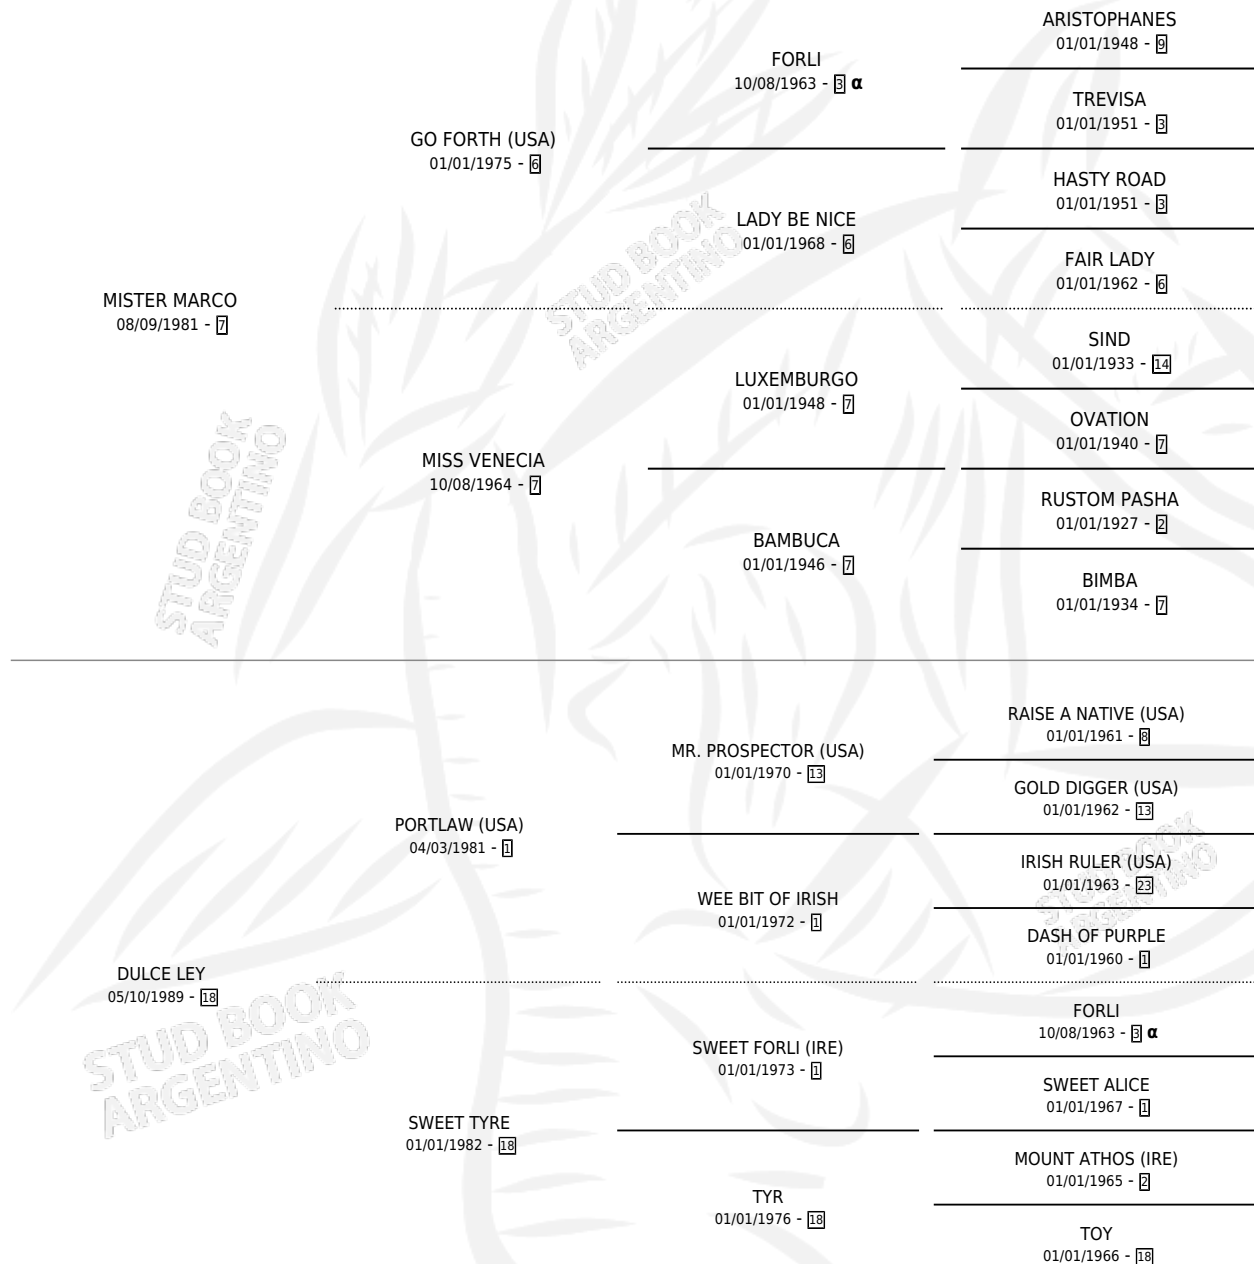 ARISTOPHANES
01/01/1948 - 9
FORLI
10/08/1963 - 3 α
TREVISA
01/01/1951 - 3
GO FORTH (USA)
01/01/1975 - 6
HASTY ROAD
01/01/1951 - 3
LADY BE NICE
01/01/1968 - 6
FAIR LADY
01/01/1962 - 6
MISTER MARCO
08/09/1981 - 7
SIND
01/01/1933 - 14
LUXEMBURGO
01/01/1948 - 7
OVATION
01/01/1940 - 7
MISS VENECIA
10/08/1964 - 7
RUSTOM PASHA
01/01/1927 - 2
BAMBUCA
01/01/1946 - 7
BIMBA
01/01/1934 - 7
RAISE A NATIVE (USA)
01/01/1961 - 8
MR. PROSPECTOR (USA)
01/01/1970 - 13
GOLD DIGGER (USA)
01/01/1962 - 13
PORTLAW (USA)
04/03/1981 - 1
IRISH RULER (USA)
01/01/1963 - 23
WEE BIT OF IRISH
01/01/1972 - 1
DASH OF PURPLE
01/01/1960 - 1
DULCE LEY
05/10/1989 - 18
FORLI
10/08/1963 - 3 α
SWEET FORLI (IRE)
01/01/1973 - 1
SWEET ALICE
01/01/1967 - 1
SWEET TYRE
01/01/1982 - 18
MOUNT ATHOS (IRE)
01/01/1965 - 2
TYR
01/01/1976 - 18
TOY
01/01/1966 - 18
STUD BOOK
ARGENTINO
STUD BOOK
ARGENTINO
STUD BOOK
ARGENTINO
STUD BOOK
ARGENTINO